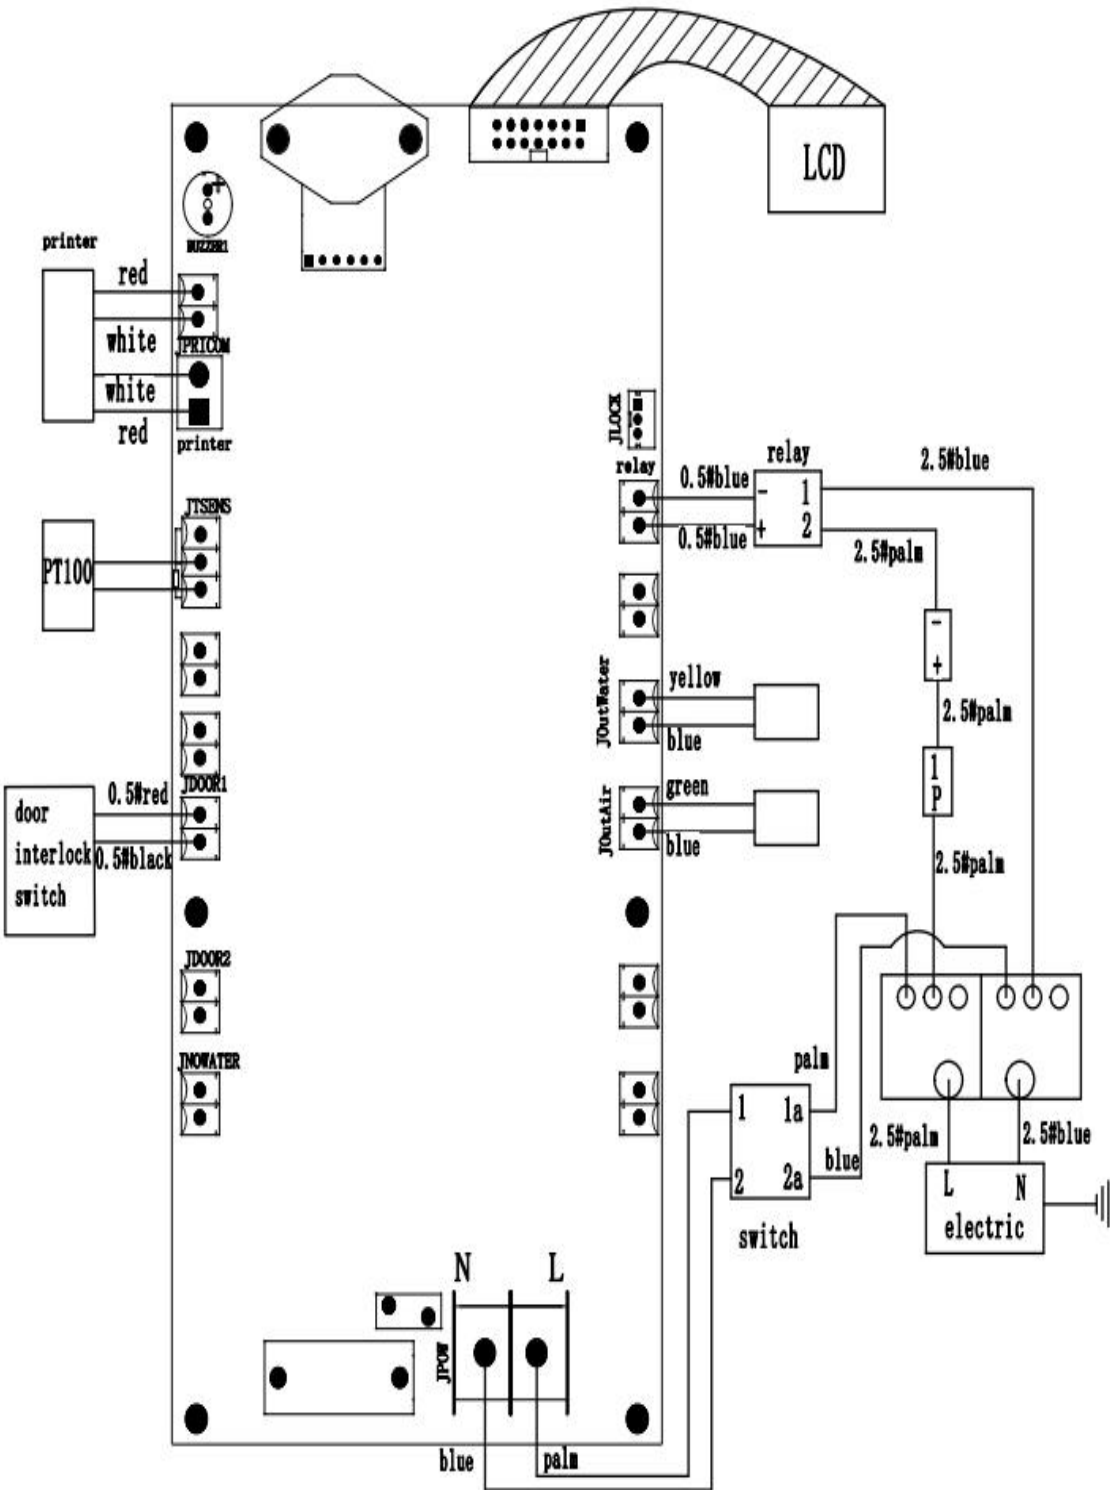 LCD
+
BUZZER1
printer
red
white
JPRICOM
white
red
printer
JLOCK
relay
relay
0.5#blue
- 1
2.5#blue
0.5#blue
+ 2
2.5#palm
JTSENS
PT100
-
+
2.5#palm
JOutWater
yellow
blue
1
P
JDOOR1
0.5#red
door
interlock
switch
0.5#black
JOutAir
green
blue
2.5#palm
JDOOR2
JNOWATER
palm
1 1a
2 2a
blue
switch
2.5#palm
2.5#blue
L N
electric
N L
JPOW
blue
palm